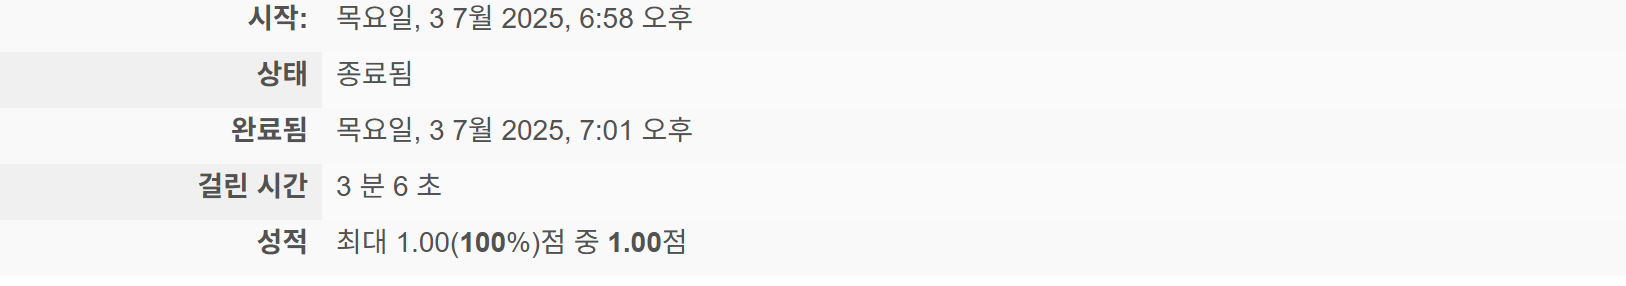 시작: 목요일, 3 7월 2025, 6:58 오후
상태 종료됨
완료됨 목요일, 3 7월 2025, 7:01 오후
걸린 시간 3 분 6 초
성적 최대 1.00(100%)점 중 1.00점